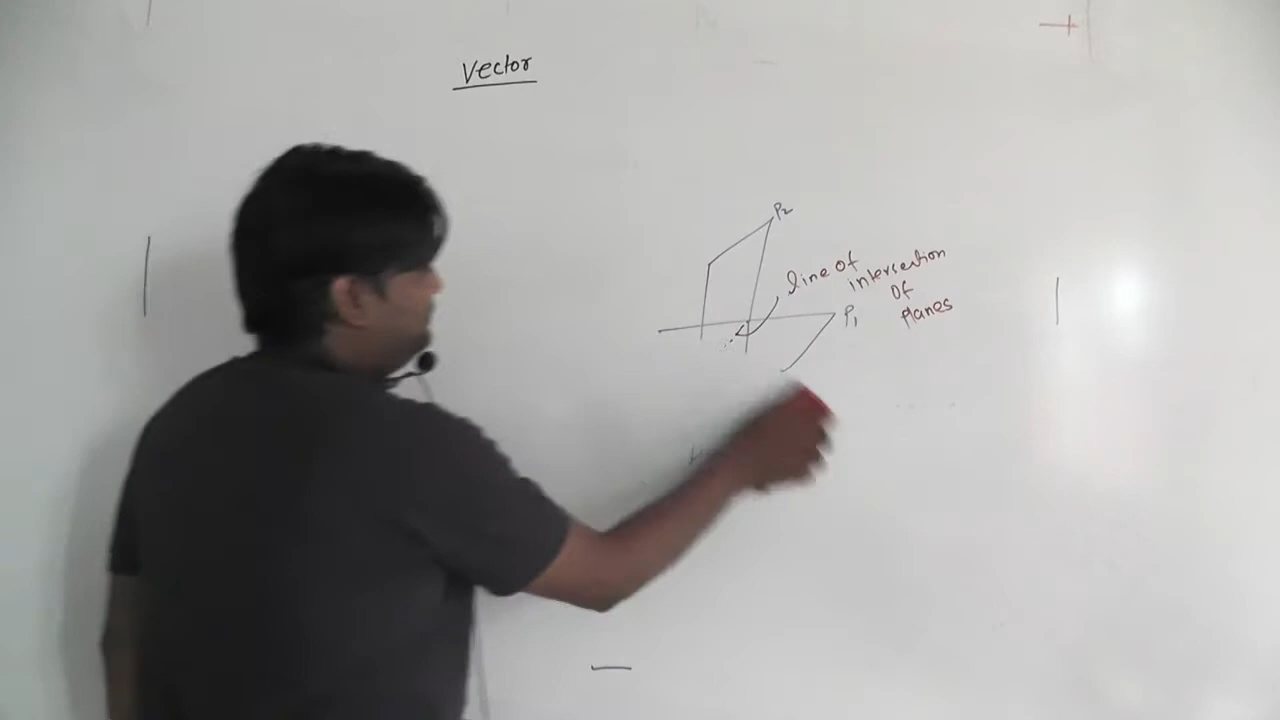 Vector
P2
line of
intersection
of
planes
P1